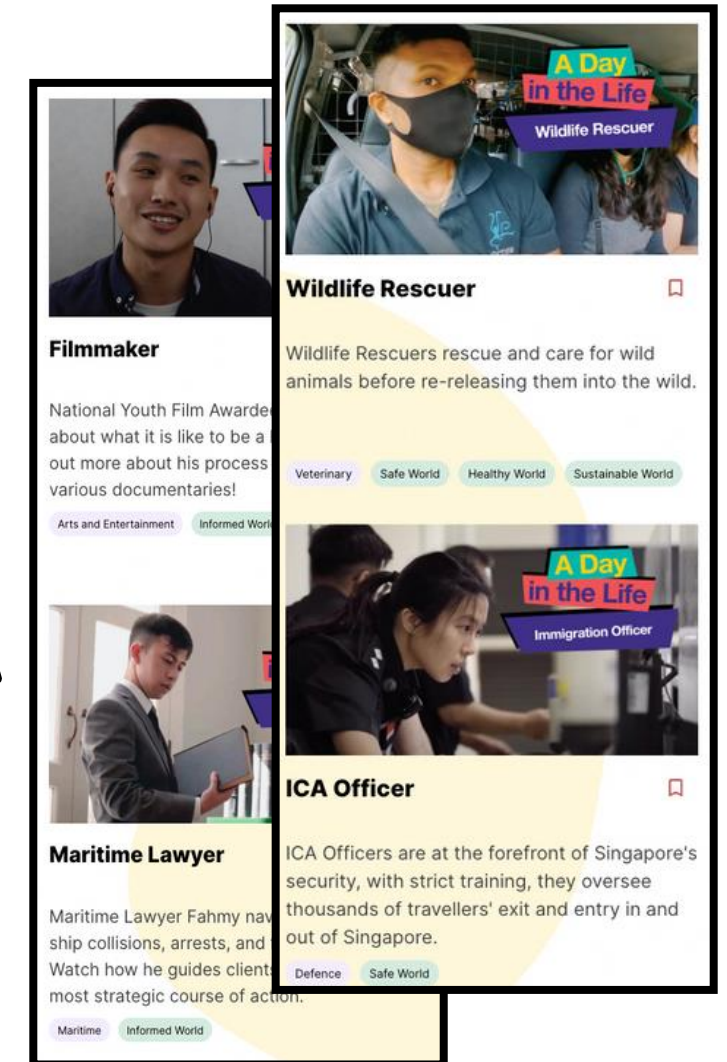 Filmmaker
National Youth Film Awarde
about what it is like to be a
out more about his process
various documentaries!
Arts and Entertainment
Informed World
Maritime Lawyer
Maritime Lawyer Fahmy nav
ship collisions, arrests, and
Watch how he guides clients
most strategic course of action.
Maritime
Informed World
A Day
in the Life
Wildlife Rescuer
Wildlife Rescuer
Wildlife Rescuers rescue and care for wild
animals before re-releasing them into the wild.
Veterinary
Safe World
Healthy World
Sustainable World
A Day
in the Life
Immigration Officer
ICA Officer
ICA Officers are at the forefront of Singapore's
security, with strict training, they oversee
thousands of travellers' exit and entry in and
out of Singapore.
Defence
Safe World